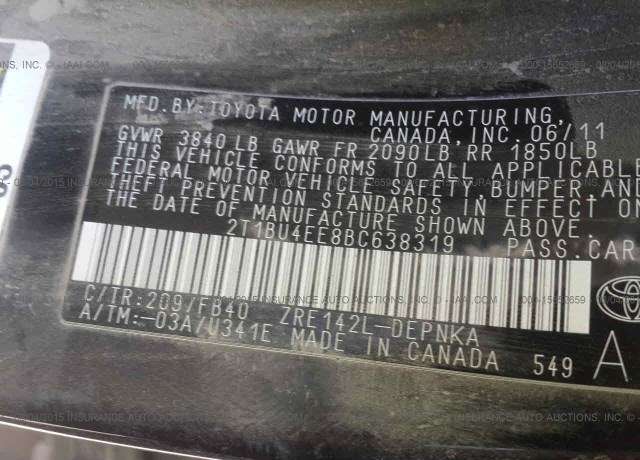 MFD. BY: TOYOTA MOTOR MANUFACTURING,
CANADA, INC. 06/11
GVWR 3840 LB GAWR FR 2090LB RR 1850LB
THIS VEHICLE CONFORMS TO ALL APPLICABLE
FEDERAL MOTOR VEHICLE SAFETY, BUMPER, AND
THEFT PREVENTION STANDARDS IN EFFECT ON
THE DATE OF MANUFACTURE SHOWN ABOVE.
2T1BU4EE8BC638319 PASS.CAR
C/TR: 209/FB40 ZRE142L-DEPNKA
A/TM: -03A/U341E MADE IN CANADA 549 A